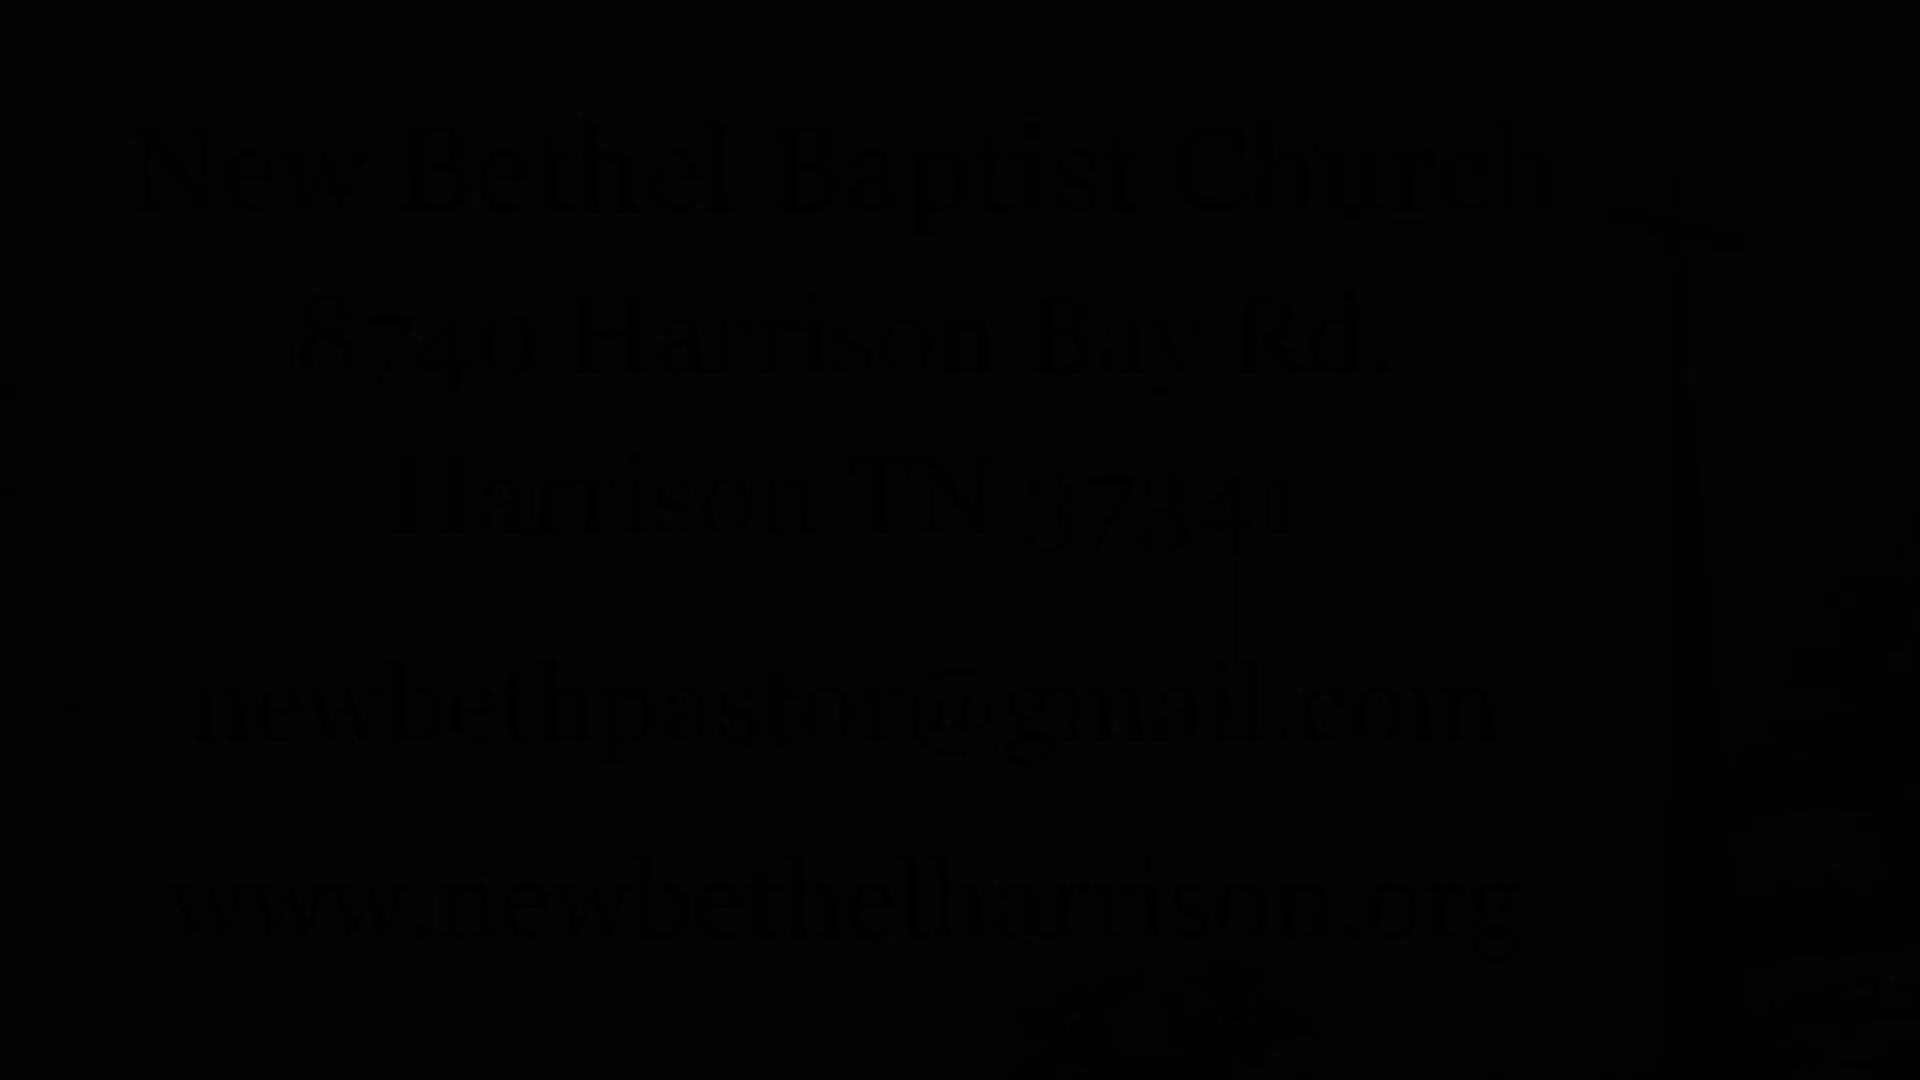 New Bethel Baptist Church
8740 Harrison Bay Rd.
Harrison TN 37341
newbethpastor@gmail.com
www.newbethelharrison.org